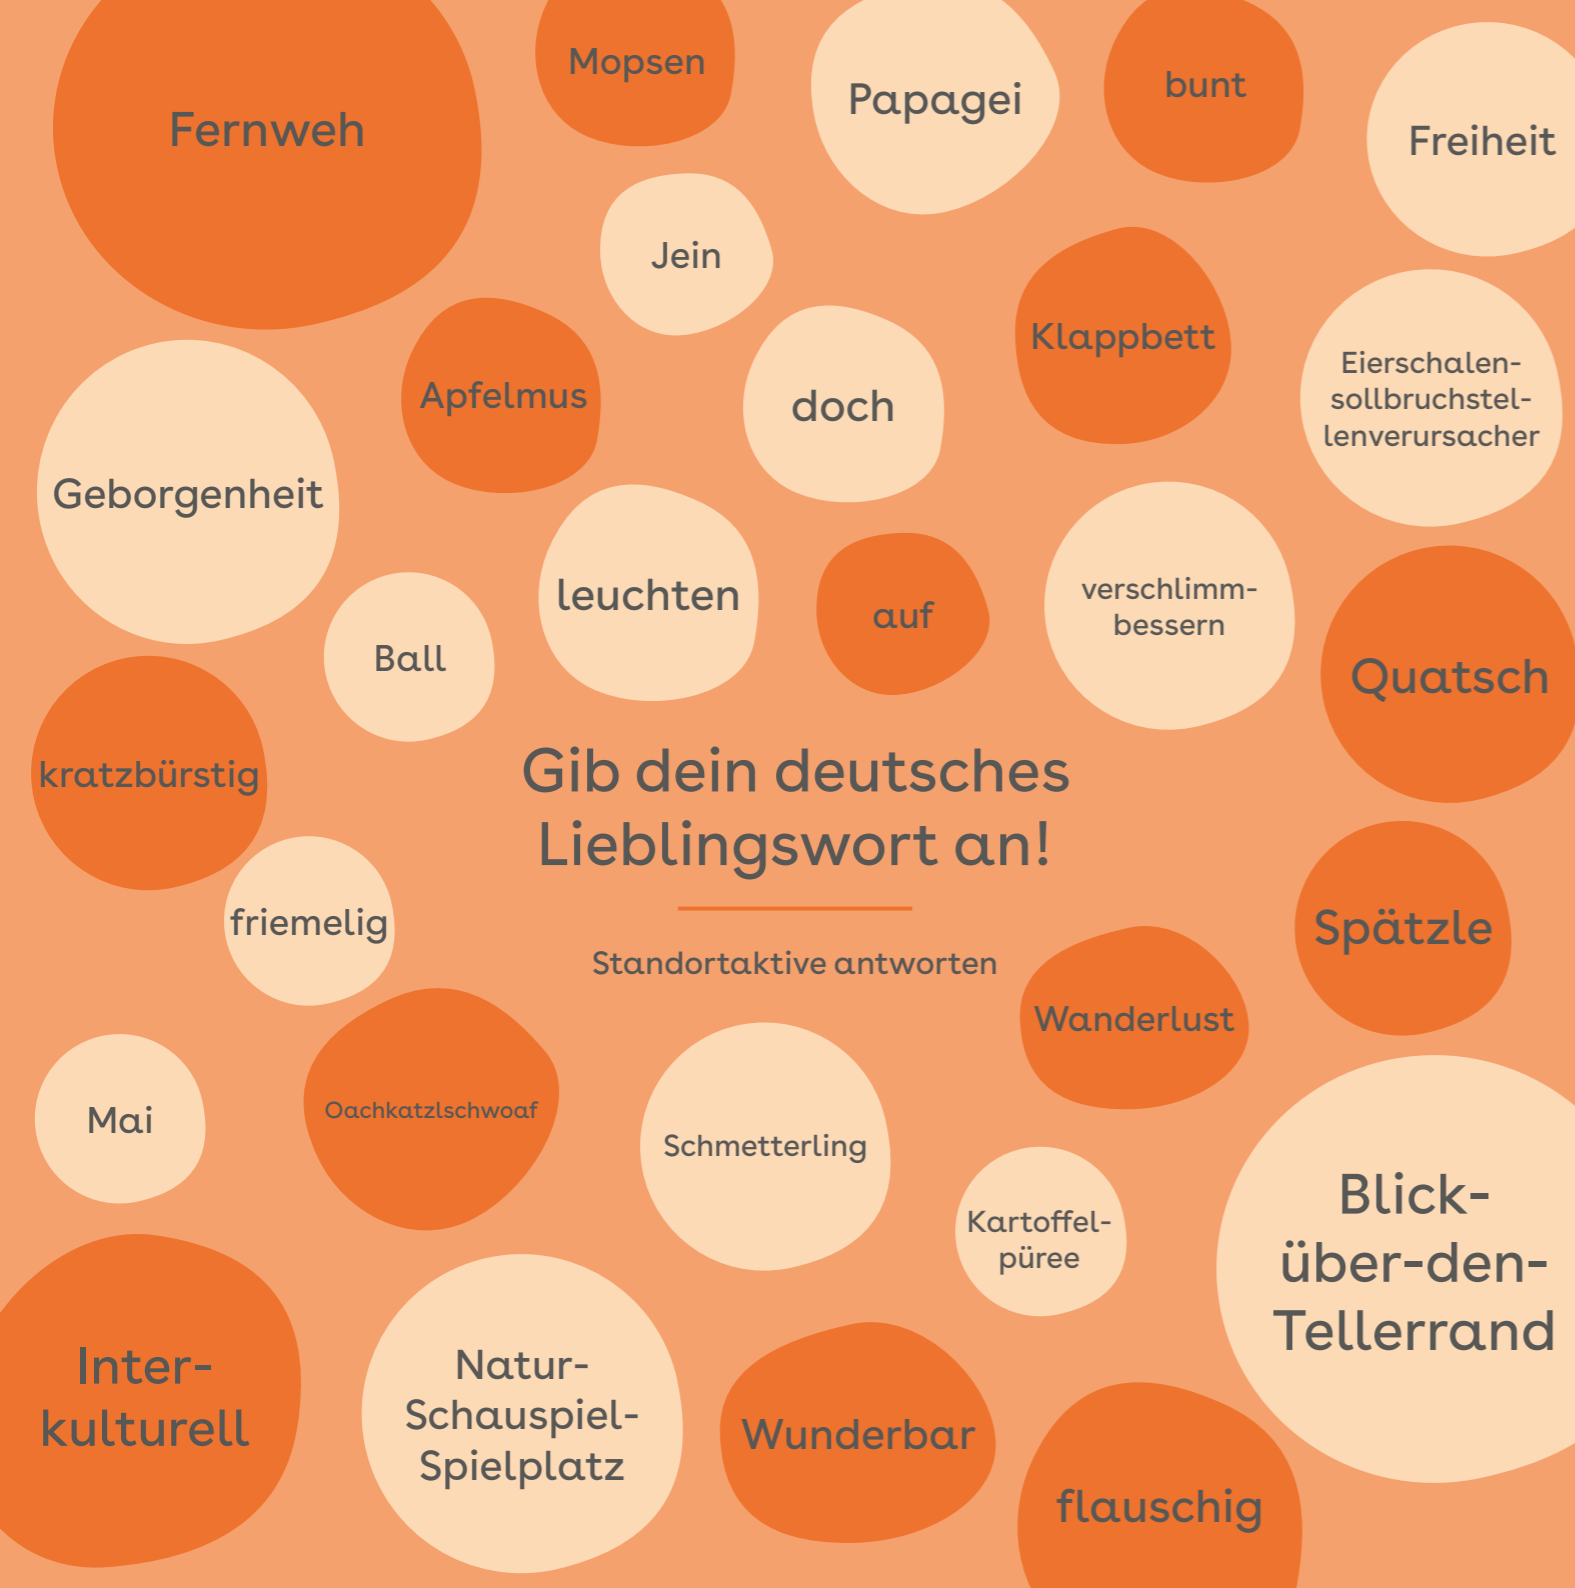 Fernweh
Mopsen
Papagei
bunt
Freiheit
Jein
Klappbett
Apfelmus
doch
Eierschalen-
sollbruchstel-
lenverursacher
Geborgenheit
leuchten
auf
verschlimm-
bessern
Ball
Quatsch
kratzbürstig
Gib dein deutsches
Lieblingswort an!
friemelig
Standortaktive antworten
Spätzle
Wanderlust
Mai
Oachkatzlschwoaf
Schmetterling
Kartoffel-
püree
Blick-
über-den-
Tellerrand
Inter-
kulturell
Natur-
Schauspiel-
Spielplatz
Wunderbar
flauschig